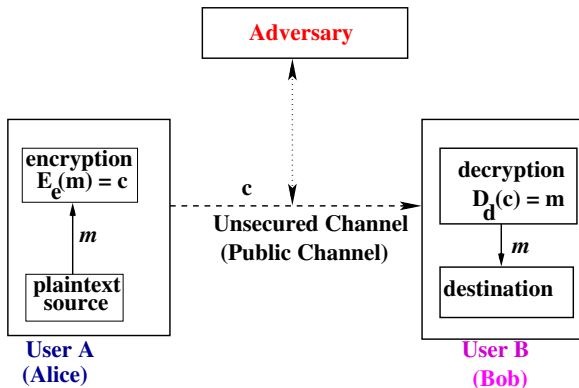 Adversary
encryption
E_e(m) = c
m
plaintext
source
User A
(Alice)
c
Unsecured Channel
(Public Channel)
decryption
D_d(c) = m
m
destination
User B
(Bob)